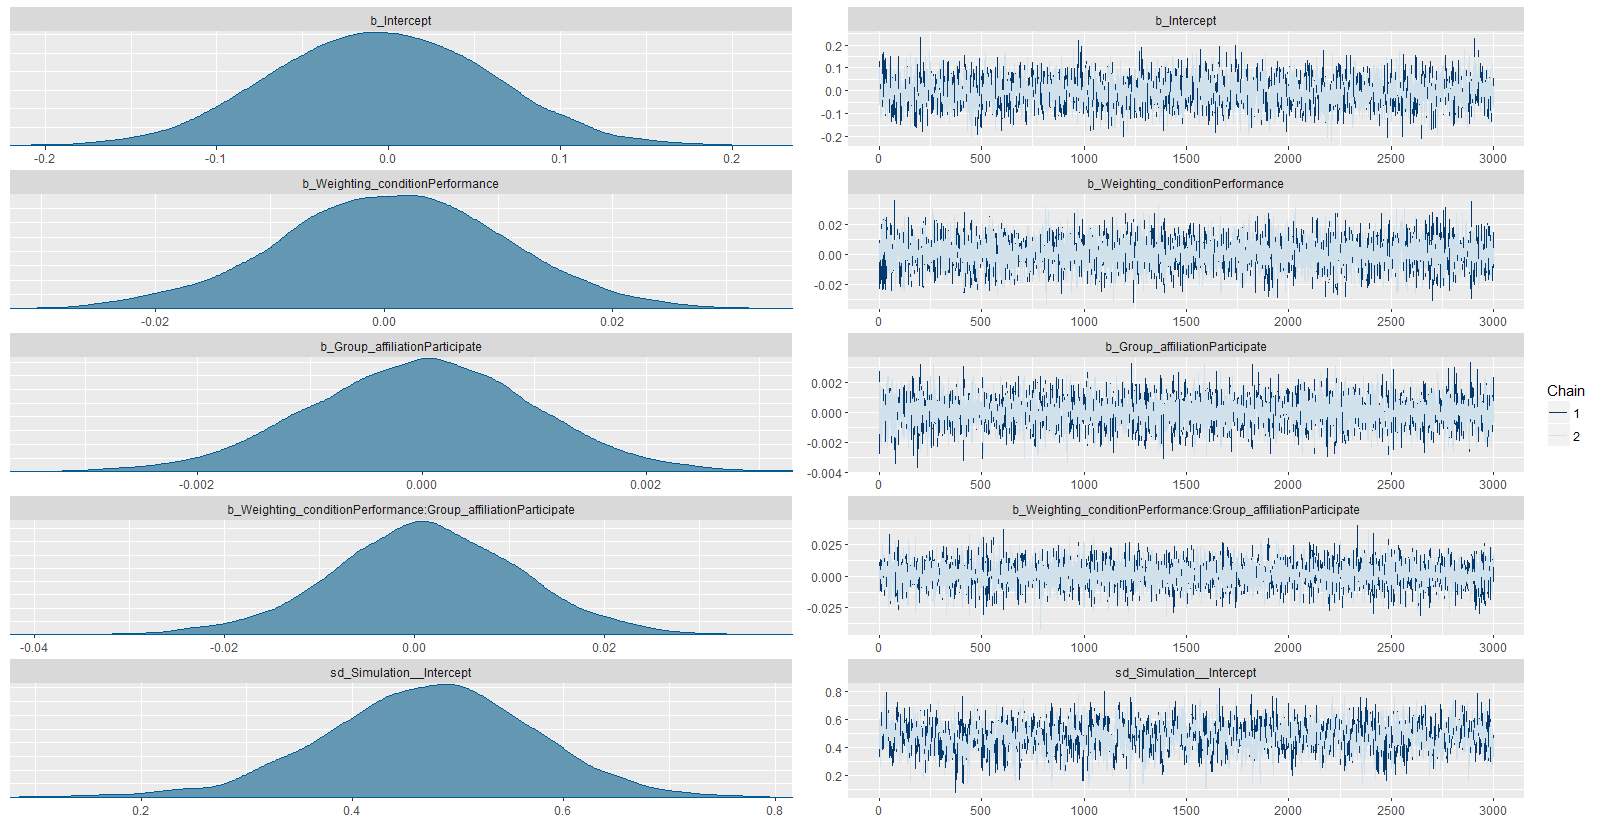 b_Intercept
-0.2 -0.1 0.0 0.1 0.2
b_Weighting_conditionPerformance
-0.02 0.00 0.02
b_Group_affiliationParticipate
-0.002 0.000 0.002
b_Weighting_conditionPerformance:Group_affiliationParticipate
-0.04 -0.02 0.00 0.02
sd_Simulation__Intercept
0.2 0.4 0.6 0.8
b_Intercept
0.2
0.1
0.0
-0.1
-0.2
0 500 1000 1500 2000 2500 3000
b_Weighting_conditionPerformance
0.02
0.00
-0.02
0 500 1000 1500 2000 2500 3000
b_Group_affiliationParticipate
0.002
0.000
-0.002
-0.004
0 500 1000 1500 2000 2500 3000
b_Weighting_conditionPerformance:Group_affiliationParticipate
0.025
0.000
-0.025
0 500 1000 1500 2000 2500 3000
sd_Simulation__Intercept
0.8
0.6
0.4
0.2
0 500 1000 1500 2000 2500 3000
Chain
1
2